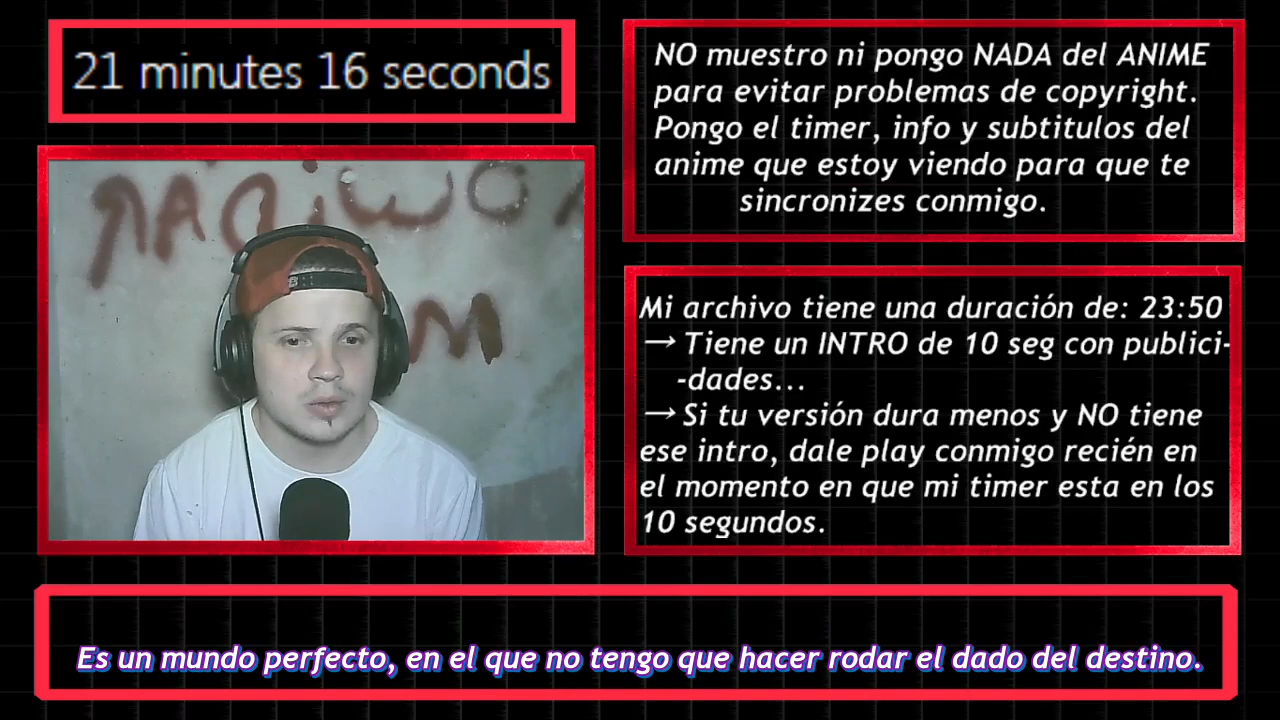 21 minutes 16 seconds
NO muestro ni pongo NADA del ANIME
para evitar problemas de copyright.
Pongo el timer, info y subtitulos del
anime que estoy viendo para que te
sincronizes conmigo.
Mi archivo tiene una duración de: 23:50
→ Tiene un INTRO de 10 seg con publici-
-dades...
→ Si tu versión dura menos y NO tiene
ese intro, dale play conmigo recién en
el momento en que mi timer esta en los
10 segundos.
Es un mundo perfecto, en el que no tengo que hacer rodar el dado del destino.